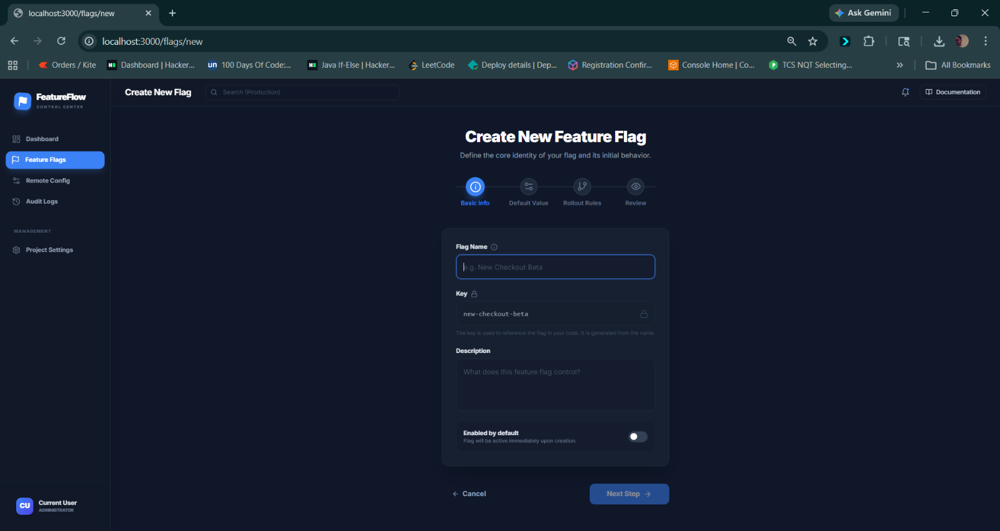 localhost:3000/flags/new
Ask Gemini
localhost:3000/flags/new
Orders / Kite
Dashboard | Hacker...
100 Days Of Code:...
Java If-Else | Hacker...
LeetCode
Deploy details | Dep...
Registration Confir...
Console Home | Co...
TCS NQT Selecting...
All Bookmarks
FeatureFlow
CONTROL CENTER
Create New Flag
Search (Production)
Documentation
Dashboard
Feature Flags
Remote Config
Audit Logs
MANAGEMENT
Project Settings
Create New Feature Flag
Define the core identity of your flag and its initial behavior.
Basic Info
Default Value
Rollout Rules
Review
Flag Name
e.g. New Checkout Beta
Key
new-checkout-beta
The key is used to reference the flag in your code. It is generated from the name.
Description
What does this feature flag control?
Enabled by default
Flag will be active immediately upon creation.
Cancel
Next Step
CU
Current User
ADMINISTRATOR